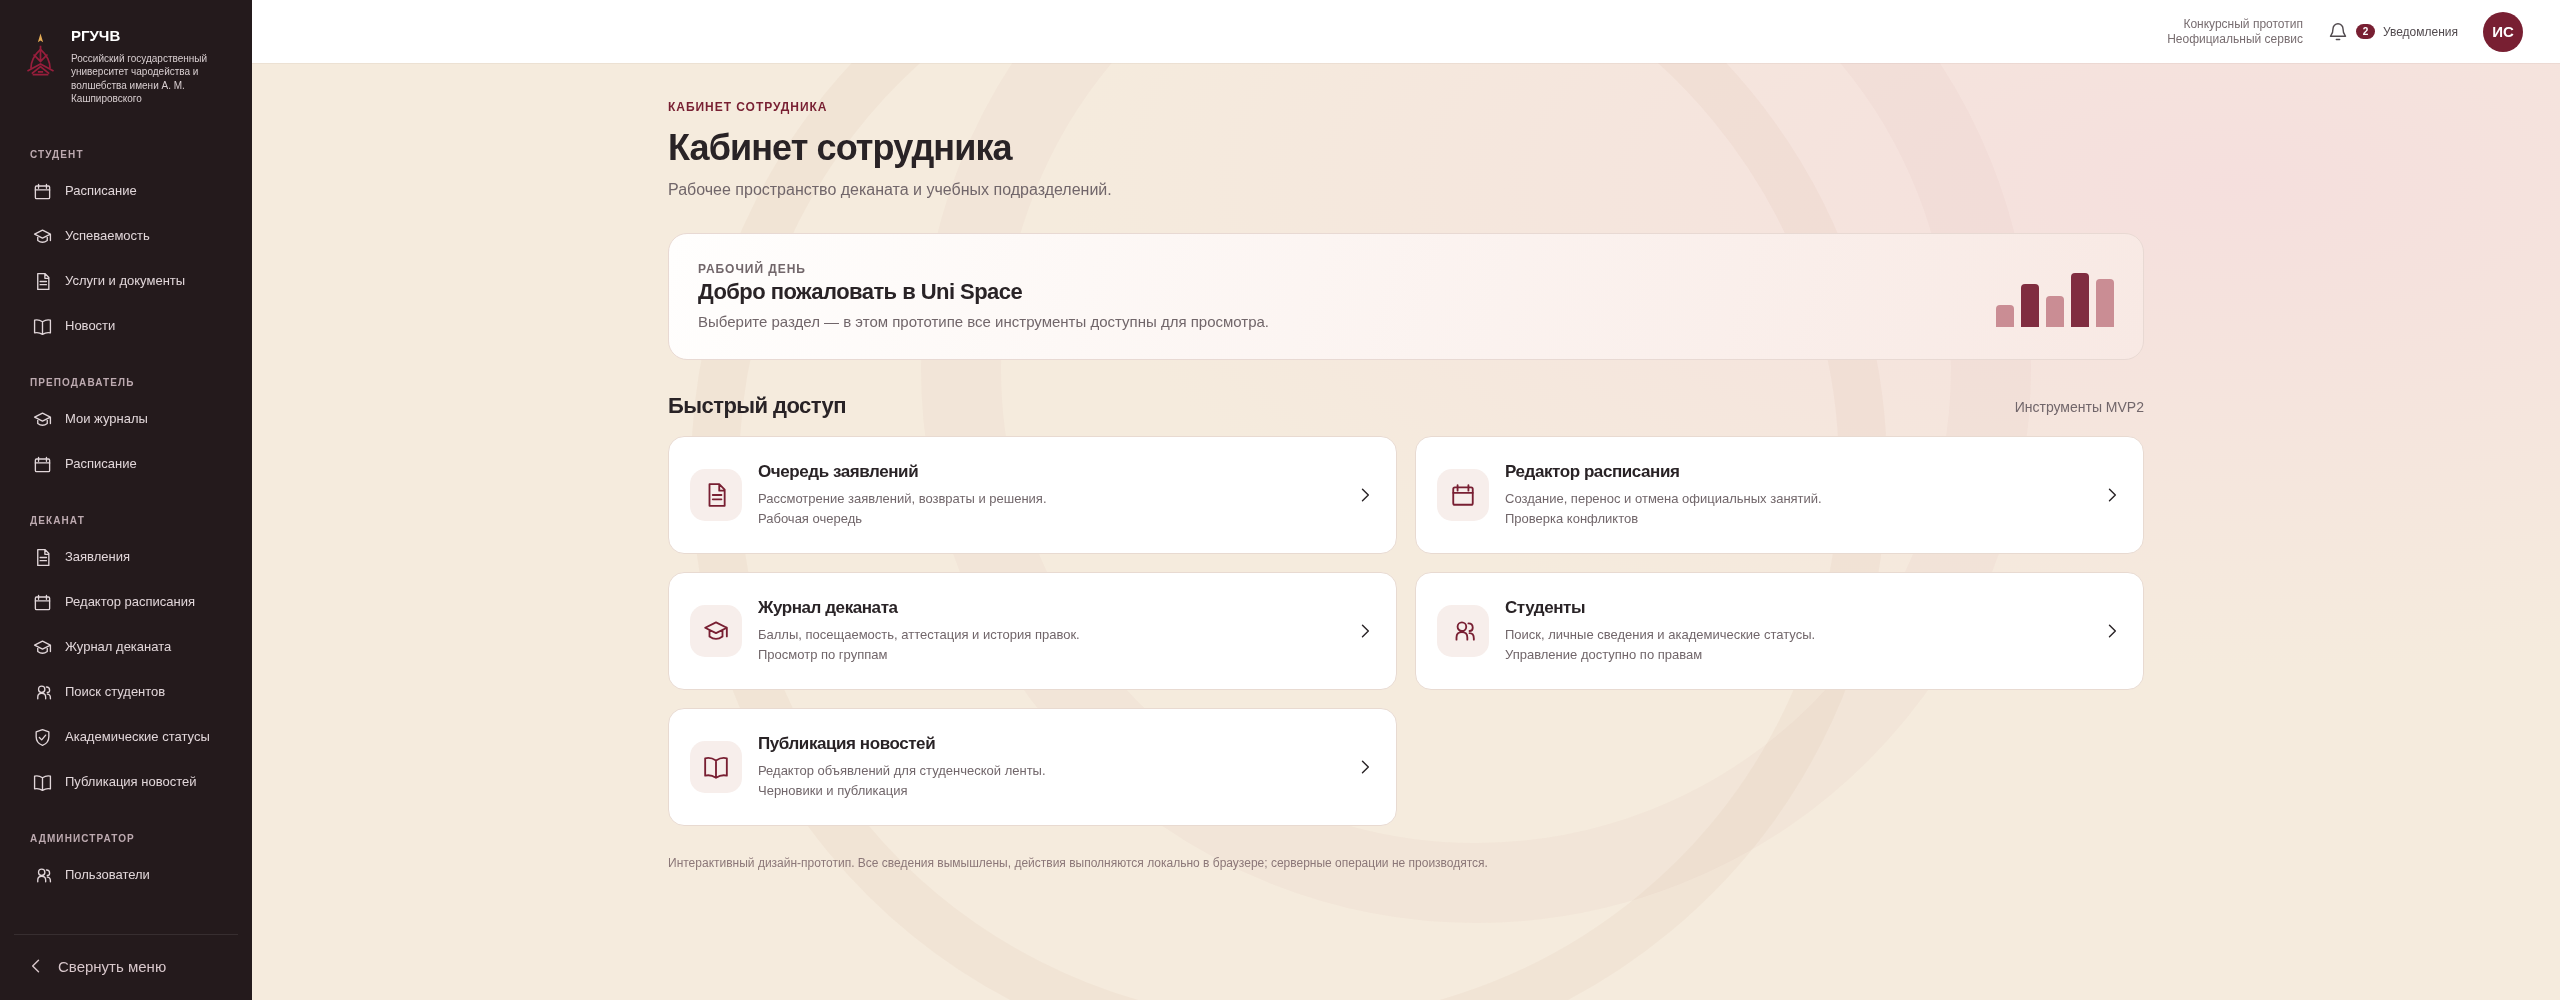 РГУЧВ
Российский государственный
университет чародейства и
волшебства имени А. М.
Кашпировского
СТУДЕНТ
Расписание
Успеваемость
Услуги и документы
Новости
ПРЕПОДАВАТЕЛЬ
Мои журналы
Расписание
ДЕКАНАТ
Заявления
Редактор расписания
Журнал деканата
Поиск студентов
Академические статусы
Публикация новостей
АДМИНИСТРАТОР
Пользователи
Свернуть меню
Конкурсный прототип
Неофициальный сервис
2 Уведомления
ИС
КАБИНЕТ СОТРУДНИКА
Кабинет сотрудника
Рабочее пространство деканата и учебных подразделений.
РАБОЧИЙ ДЕНЬ
Добро пожаловать в Uni Space
Выберите раздел — в этом прототипе все инструменты доступны для просмотра.
Быстрый доступ
Инструменты MVP2
Очередь заявлений
Рассмотрение заявлений, возвраты и решения.
Рабочая очередь
Редактор расписания
Создание, перенос и отмена официальных занятий.
Проверка конфликтов
Журнал деканата
Баллы, посещаемость, аттестация и история правок.
Просмотр по группам
Студенты
Поиск, личные сведения и академические статусы.
Управление доступно по правам
Публикация новостей
Редактор объявлений для студенческой ленты.
Черновики и публикация
Интерактивный дизайн-прототип. Все сведения вымышлены, действия выполняются локально в браузере; серверные операции не производятся.